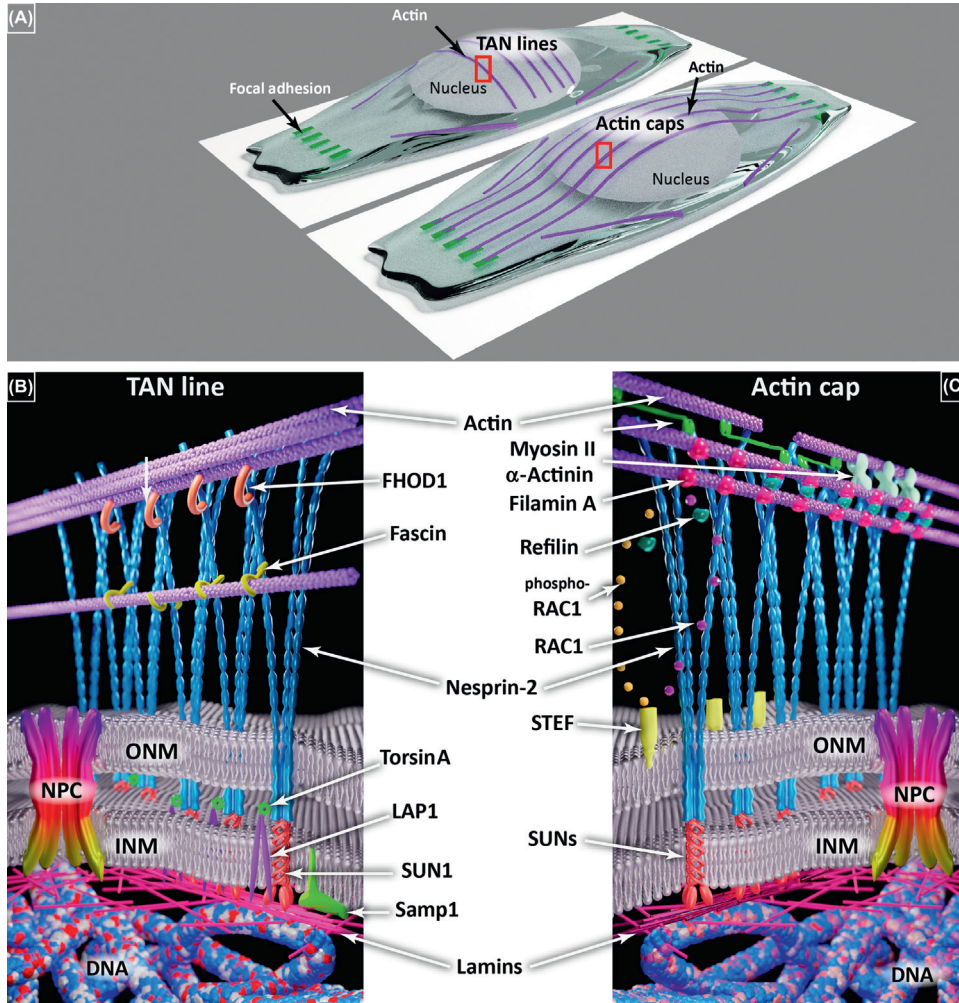 (A)
Actin
TAN lines
Nucleus
Focal adhesion
Actin
Actin caps
Nucleus
(B)
TAN line
Actin cap
(C)
Actin
Myosin II
α-Actinin
Filamin A
FHOD1
Fascin
Refilin
phospho-
RAC1
RAC1
Nesprin-2
STEF
ONM
NPC
INM
TorsinA
LAP1
SUN1
Samp1
SUNs
ONM
NPC
INM
Lamins
DNA
DNA